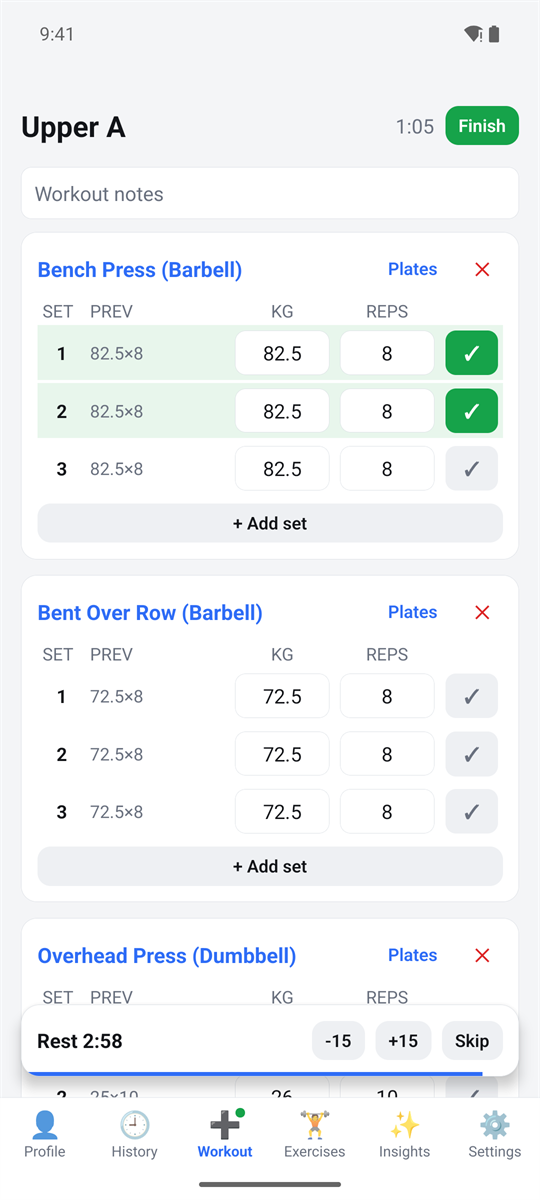 9:41
Upper A 1:05 Finish
Workout notes
Bench Press (Barbell) Plates ×
SET PREV KG REPS
1 82.5×8 82.5 8 ✓
2 82.5×8 82.5 8 ✓
3 82.5×8 82.5 8 ✓
+ Add set
Bent Over Row (Barbell) Plates ×
SET PREV KG REPS
1 72.5×8 72.5 8 ✓
2 72.5×8 72.5 8 ✓
3 72.5×8 72.5 8 ✓
+ Add set
Overhead Press (Dumbbell) Plates ×
SET PREV KG REPS
Rest 2:58 -15 +15 Skip
Profile History Workout Exercises Insights Settings